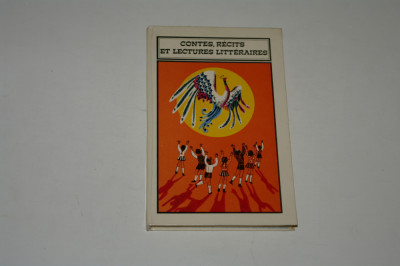 CONTES, RÉCITS
ET LECTURES LITTÉRAIRES